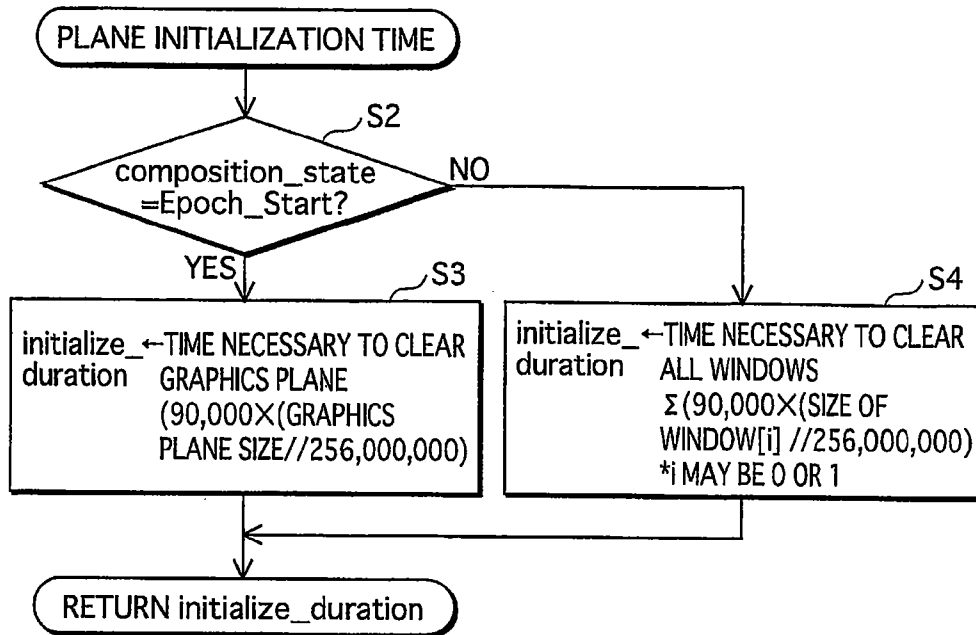 PLANE INITIALIZATION TIME
S2
composition_state
=Epoch_Start?
NO
YES
S3
initialize_←TIME NECESSARY TO CLEAR
duration GRAPHICS PLANE
(90,000×(GRAPHICS
PLANE SIZE//256,000,000)
S4
initialize_←TIME NECESSARY TO CLEAR
duration ALL WINDOWS
Σ(90,000×(SIZE OF
WINDOW[i] //256,000,000)
*i MAY BE 0 OR 1
RETURN initialize_duration